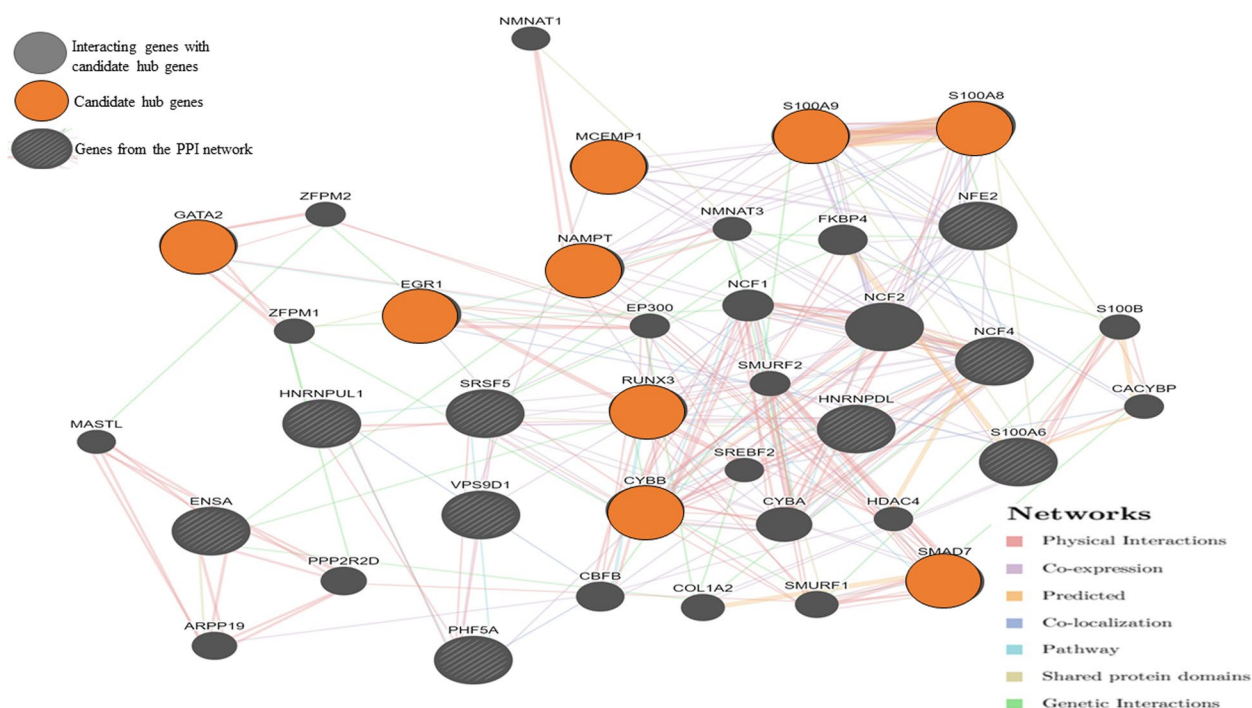 NMNAT1
Interacting genes with
candidate hub genes
Candidate hub genes
Genes from the PPI network
S100A9
S100A8
MCEMP1
ZFPM2
GATA2
NMNAT3
FKBP4
NFE2
NAMPT
EGR1
ZFPM1
EP300
NCF1
NCF2
S100B
NCF4
SMURF2
CACYBP
HNRNPUL1
SRSF5
RUNX3
HNRNPDL
S100A6
MASTL
SREBF2
ENSA
VPS9D1
CYBB
CYBA
HDAC4
PPP2R2D
CBFB
COL1A2
SMURF1
SMAD7
ARPP19
PHF5A
Networks
Physical Interactions
Co-expression
Predicted
Co-localization
Pathway
Shared protein domains
Genetic Interactions